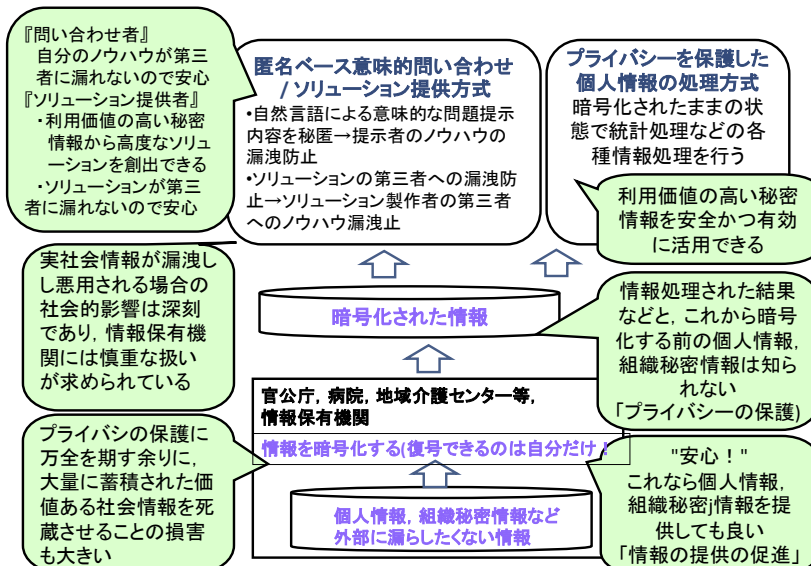 『問い合わせ者』
自分のノウハウが第三
者に漏れないので安心
『ソリューション提供者』
・利用価値の高い秘密
情報から高度なソリュ
ーションを創出できる
・ソリューションが第三
者に漏れないので安心
匿名ベース意味的問い合わせ
/ ソリューション提供方式
•自然言語による意味的な問題提示
内容を秘匿→提示者のノウハウの
漏洩防止
•ソリューションの第三者への漏洩防
止→ソリューション製作者の第三者
へのノウハウ漏洩止
プライバシーを保護した
個人情報の処理方式
暗号化されたままの状
態で統計処理などの各
種情報処理を行う
利用価値の高い秘密
情報を安全かつ有効
に活用できる
実社会情報が漏洩し
し悪用される場合の
社会的影響は深刻
であり，情報保有機
関には慎重な扱い
が求められている
暗号化された情報
情報処理された結果
などと，これから暗号
化する前の個人情報，
組織秘密情報は知ら
れない
「プライバシーの保護)
官公庁，病院，地域介護センター等，
情報保有機関
情報を暗号化する(復号できるのは自分だけ！
プライバシの保護に
万全を期す余りに，
大量に蓄積された価
値ある社会情報を死
蔵させることの損害
も大きい
個人情報，組織秘密情報など
外部に漏らしたくない情報
"安心！"
これなら個人情報，
組織秘密j情報を提
供しても良い
「情報の提供の促進」